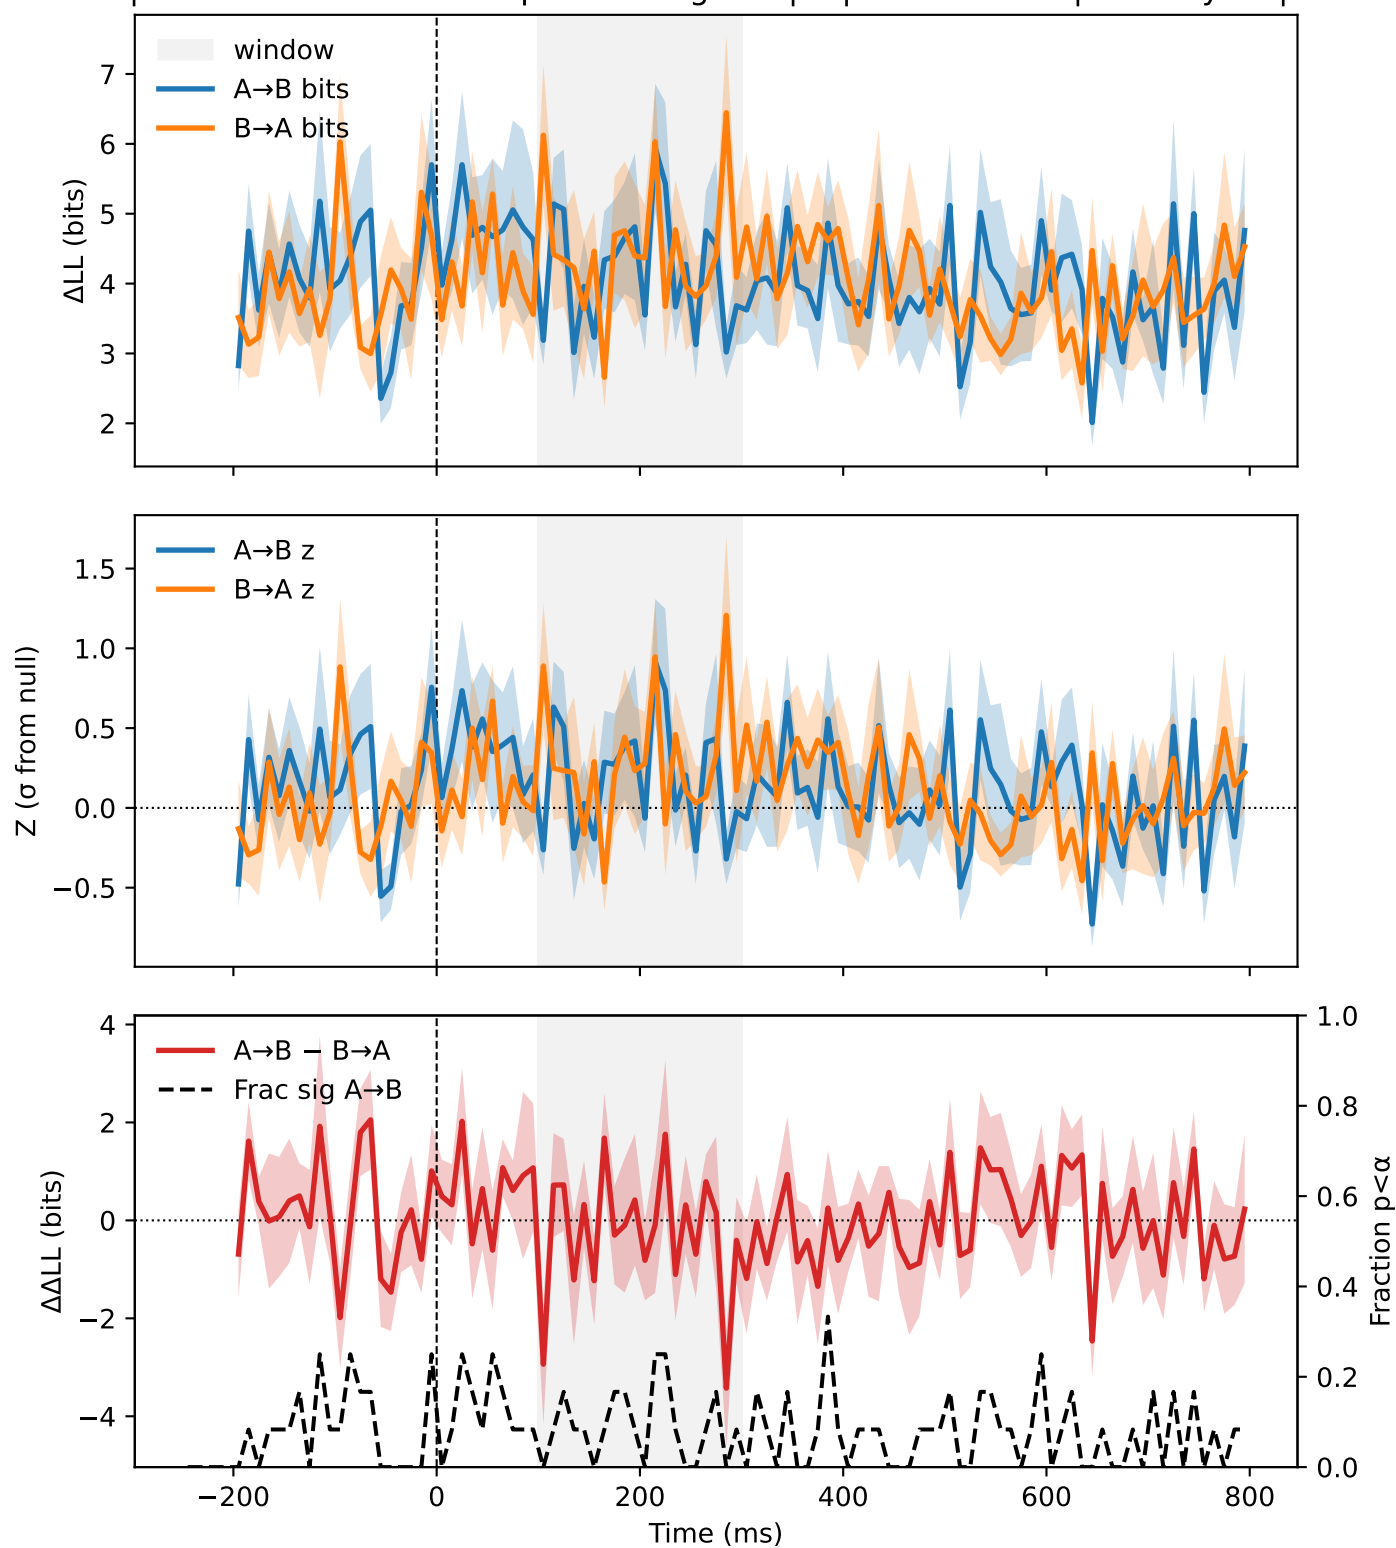 window
A→B bits
B→A bits
7
6
5
4
3
2
ΔLL (bits)
A→B z
B→A z
1.5
1.0
0.5
0.0
−0.5
Z (σ from null)
A→B − B→A
Frac sig A→B
4
2
0
−2
−4
ΔΔLL (bits)
1.0
0.8
0.6
0.4
0.2
0.0
Fraction p<α
−200
0
200
400
600
800
Time (ms)